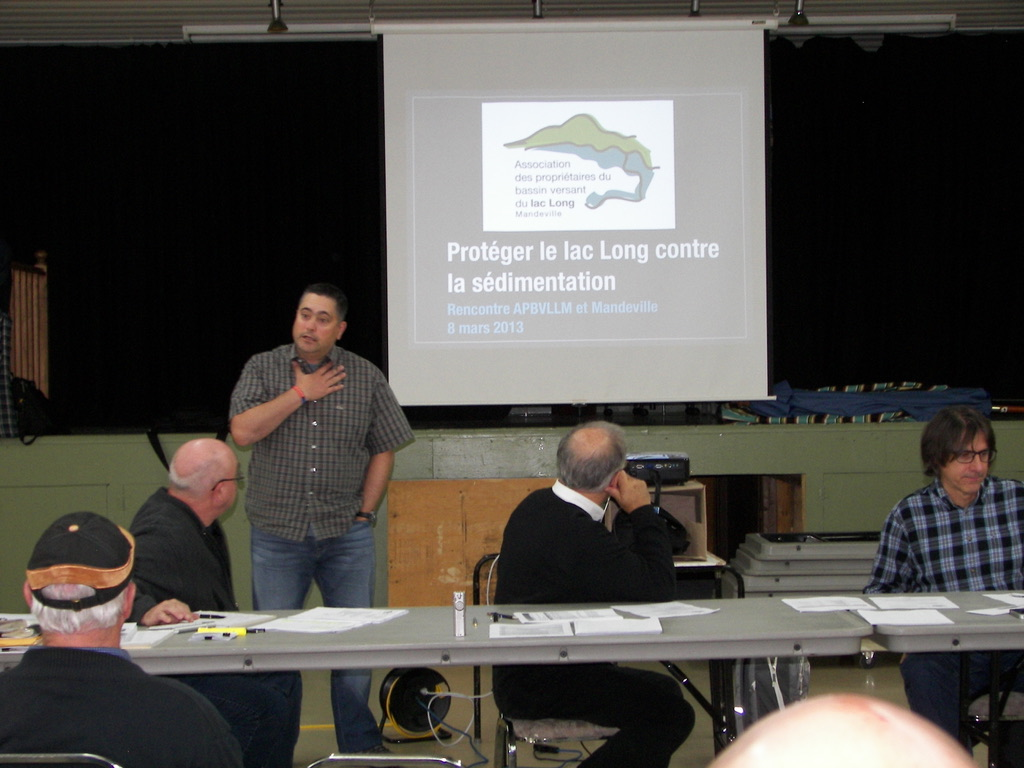 Association
des propriétaires du
bassin versant
du lac Long
Mandeville
Protéger le lac Long contre
la sédimentation
Rencontre APBVLLM et Mandeville
8 mars 2013